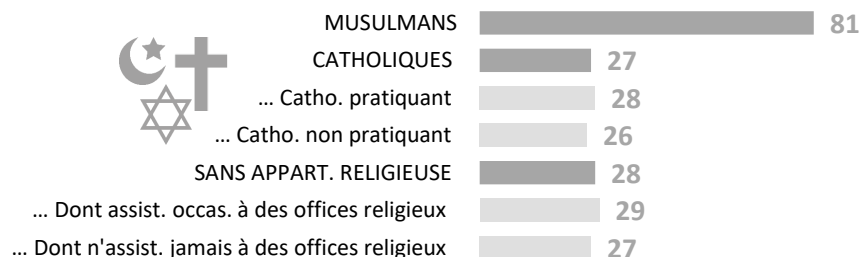 MUSULMANS 81
CATHOLIQUES 27
... Catho. pratiquant 28
... Catho. non pratiquant 26
SANS APPART. RELIGIEUSE 28
... Dont assist. occas. à des offices religieux 29
... Dont n'assist. jamais à des offices religieux 27